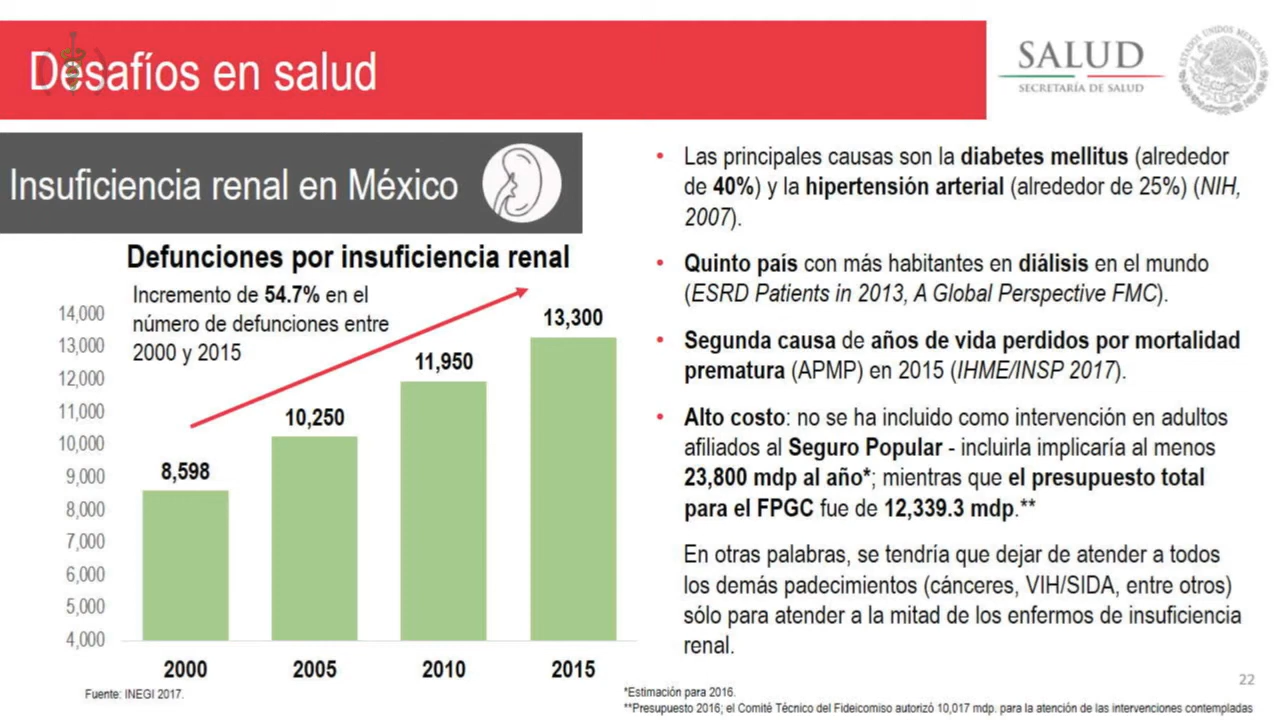 Desafíos en salud
SALUD
SECRETARÍA DE SALUD
ESTADOS UNIDOS MEXICANOS
Insuficiencia renal en México
Defunciones por insuficiencia renal
Incremento de 54.7% en el
número de defunciones entre
2000 y 2015
14,000
13,000
12,000
11,000
10,000
9,000
8,000
7,000
6,000
5,000
4,000
8,598
10,250
11,950
13,300
2000 2005 2010 2015
Fuente: INEGI 2017.
• Las principales causas son la diabetes mellitus (alrededor
de 40%) y la hipertensión arterial (alrededor de 25%) (NIH,
2007).
• Quinto país con más habitantes en diálisis en el mundo
(ESRD Patients in 2013, A Global Perspective FMC).
• Segunda causa de años de vida perdidos por mortalidad
prematura (APMP) en 2015 (IHME/INSP 2017).
• Alto costo: no se ha incluido como intervención en adultos
afiliados al Seguro Popular - incluirla implicaría al menos
23,800 mdp al año*; mientras que el presupuesto total
para el FPGC fue de 12,339.3 mdp.**
En otras palabras, se tendría que dejar de atender a todos
los demás padecimientos (cánceres, VIH/SIDA, entre otros)
sólo para atender a la mitad de los enfermos de insuficiencia
renal.
22
*Estimación para 2016.
**Presupuesto 2016; el Comité Técnico del Fideicomiso autorizó 10,017 mdp. para la atención de las intervenciones contempladas